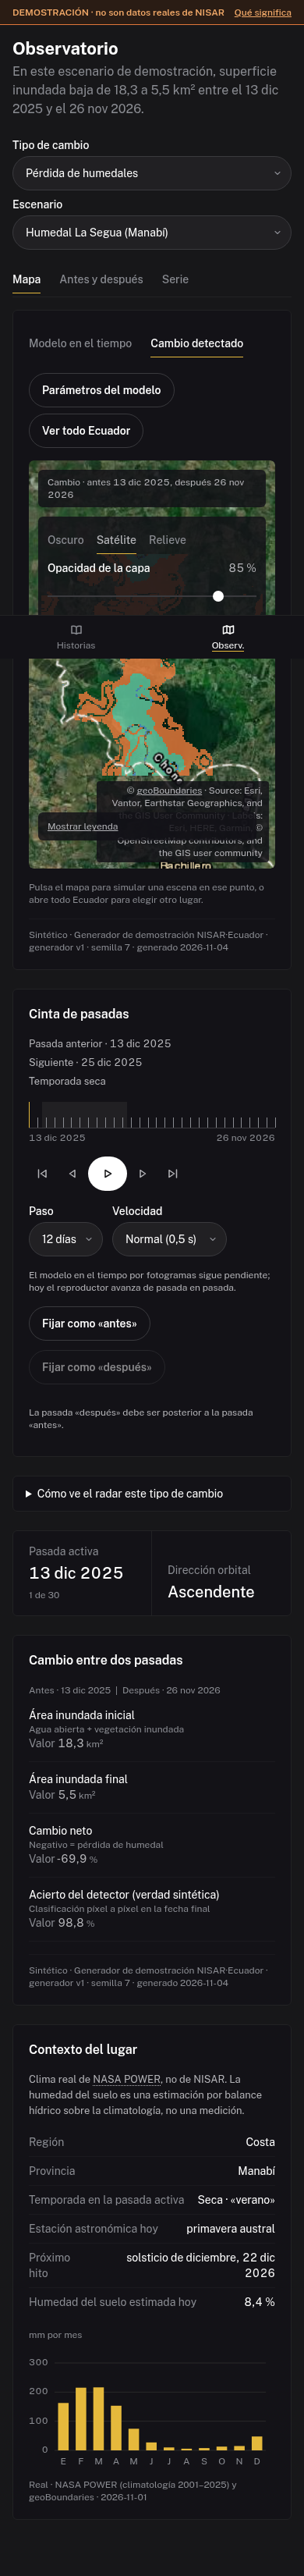 DEMOSTRACIÓN · no son datos reales de NISAR Qué significa
Observatorio
En este escenario de demostración, superficie
inundada baja de 18,3 a 5,5 km² entre el 13 dic
2025 y el 26 nov 2026.
Tipo de cambio
Pérdida de humedales
Escenario
Humedal La Segua (Manabí)
Mapa Antes y después Serie
Modelo en el tiempo Cambio detectado
Parámetros del modelo
Ver todo Ecuador
Cambio · antes 13 dic 2025, después 26 nov
2026
Oscuro Satélite Relieve
Opacidad de la capa 85 %
Historias Observ.
Chone
© geoBoundaries · Source: Esri,
Vantor, Earthstar Geographics, and
the GIS User Community
Esri, HERE, Garmin, ©
OpenStreetMap contributors, and
the GIS user community
Mostrar leyenda
Bachillero
Pulsa el mapa para simular una escena en ese punto, o
abre todo Ecuador para elegir otro lugar.
Sintético · Generador de demostración NISAR·Ecuador ·
generador v1 · semilla 7 · generado 2026-11-04
Cinta de pasadas
Pasada anterior · 13 dic 2025
Siguiente · 25 dic 2025
Temporada seca
13 dic 2025 26 nov 2026
Paso Velocidad
12 días Normal (0,5 s)
El modelo en el tiempo por fotogramas sigue pendiente;
hoy el reproductor avanza de pasada en pasada.
Fijar como «antes»
Fijar como «después»
La pasada «después» debe ser posterior a la pasada
«antes».
Cómo ve el radar este tipo de cambio
Pasada activa
13 dic 2025
1 de 30
Dirección orbital
Ascendente
Cambio entre dos pasadas
Antes · 13 dic 2025 | Después · 26 nov 2026
Área inundada inicial
Agua abierta + vegetación inundada
Valor 18,3 km²
Área inundada final
Valor 5,5 km²
Cambio neto
Negativo = pérdida de humedal
Valor -69,9 %
Acierto del detector (verdad sintética)
Clasificación píxel a píxel en la fecha final
Valor 98,8 %
Sintético · Generador de demostración NISAR·Ecuador ·
generador v1 · semilla 7 · generado 2026-11-04
Contexto del lugar
Clima real de NASA POWER, no de NISAR. La
humedad del suelo es una estimación por balance
hídrico sobre la climatología, no una medición.
Región Costa
Provincia Manabí
Temporada en la pasada activa Seca · «verano»
Estación astronómica hoy primavera austral
Próximo hito solsticio de diciembre, 22 dic 2026
Humedad del suelo estimada hoy 8,4 %
mm por mes
300
200
100
0
E F M A M J J A S O N D
Real · NASA POWER (climatología 2001–2025) y
geoBoundaries · 2026-11-01